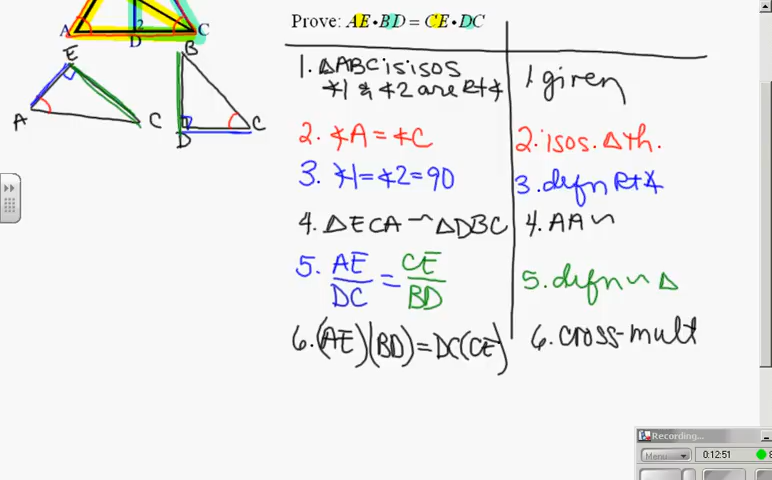 Prove: AE•BD = CE•DC
A
2
C
D
E
A
C
B
D
C
1. △ABC is isos
∢1 & ∢2 are Rt∢
1 given
2. ∢A = ∢C
2. isos. △ th.
3. ∢1 = ∢2 = 90
3. defn Rt ∢
4. △ECA ~ △DBC
4. AA ~
5. AE/DC = CE/BD
5. defn ~ △
6. (AE)(BD) = DC(CE)
6. cross-mult
Recording...
Menu
0:12:51